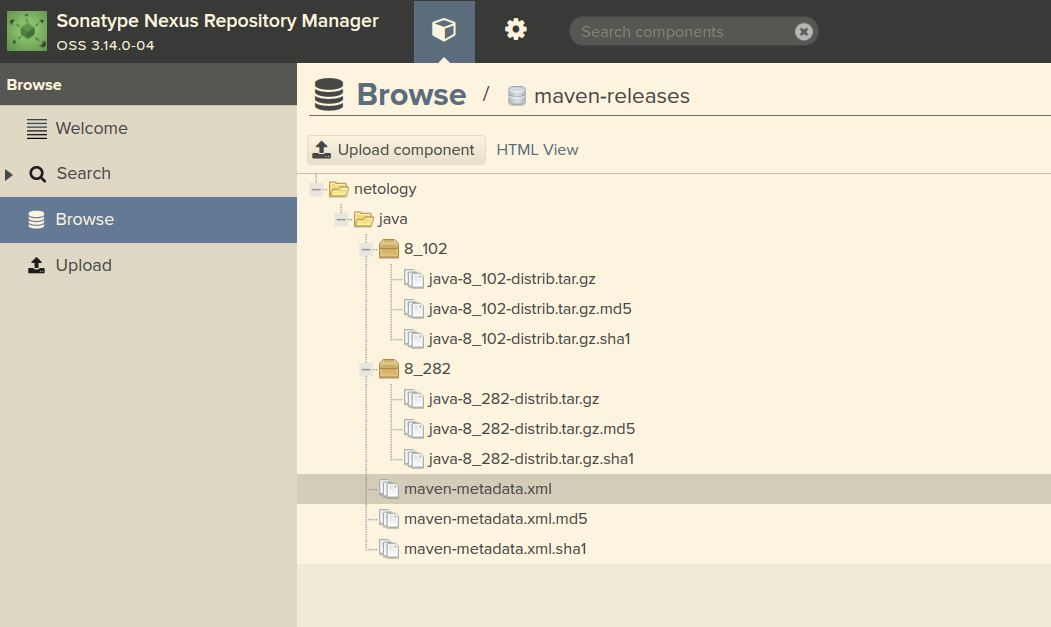 Sonatype Nexus Repository Manager
OSS 3.14.0-04
Search components
Browse
Welcome
Search
Browse
Upload
Browse / maven-releases
Upload component HTML View
netology
java
8_102
java-8_102-distrib.tar.gz
java-8_102-distrib.tar.gz.md5
java-8_102-distrib.tar.gz.sha1
8_282
java-8_282-distrib.tar.gz
java-8_282-distrib.tar.gz.md5
java-8_282-distrib.tar.gz.sha1
maven-metadata.xml
maven-metadata.xml.md5
maven-metadata.xml.sha1